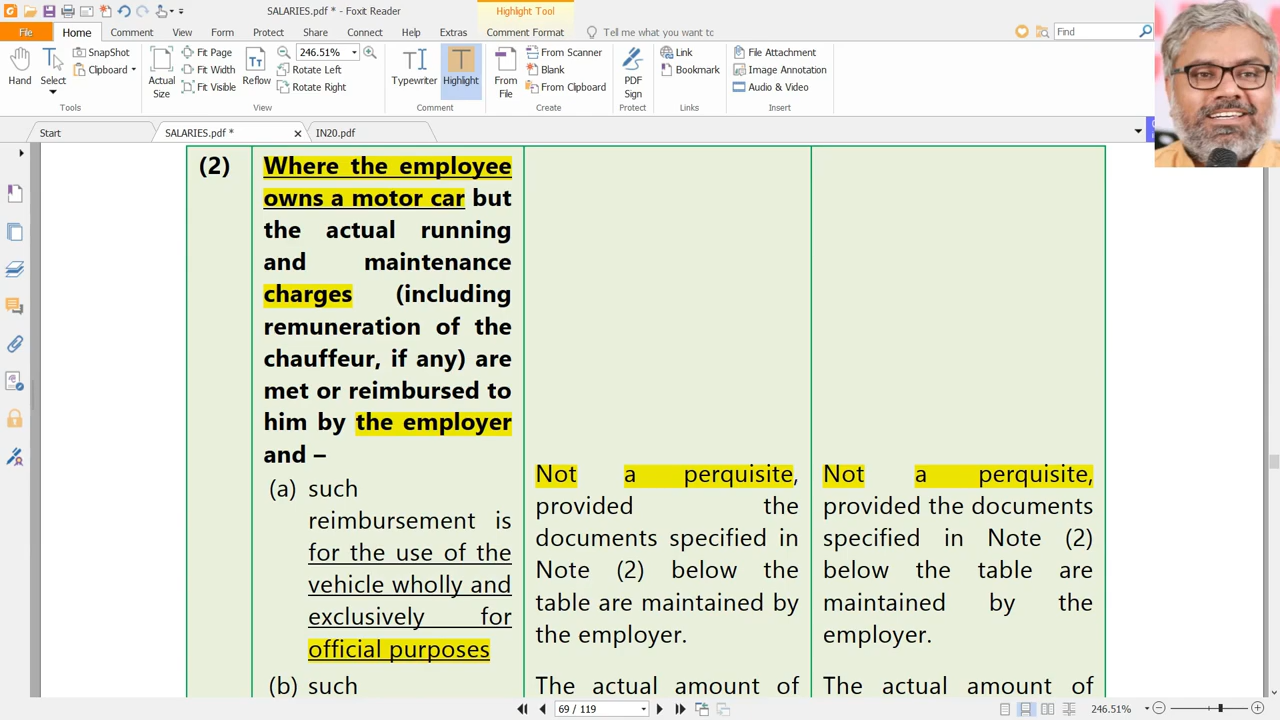 SALARIES.pdf * - Foxit Reader
Highlight Tool
File
Home
Comment
View
Form
Protect
Share
Connect
Help
Extras
Comment Format
Tell me what you want tc
Find
Hand
Select
SnapShot
Clipboard
Actual Size
Fit Page
Fit Width
Fit Visible
Reflow
246.51%
Rotate Left
Rotate Right
Typewriter
Highlight
From File
From Scanner
Blank
From Clipboard
PDF Sign
Link
Bookmark
File Attachment
Image Annotation
Audio & Video
Tools
View
Comment
Create
Protect
Links
Insert
Start
SALARIES.pdf *
IN20.pdf
(2)
Where the employee
owns a motor car but
the actual running
and maintenance
charges (including
remuneration of the
chauffeur, if any) are
met or reimbursed to
him by the employer
and –
(a) such
reimbursement is
for the use of the
vehicle wholly and
exclusively for
official purposes
(b) such
Not a perquisite,
provided the
documents specified in
Note (2) below the
table are maintained by
the employer.
The actual amount of
Not a perquisite,
provided the documents
specified in Note (2)
below the table are
maintained by the
employer.
The actual amount of
69 / 119
246.51%